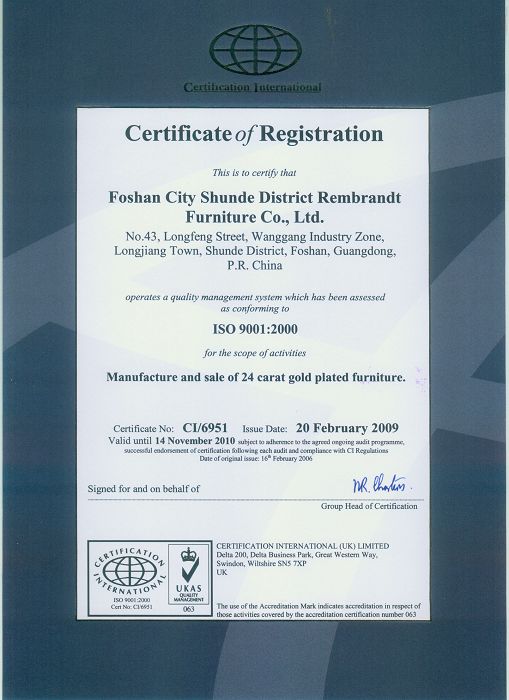 Certification International
Certificate of Registration
This is to certify that
Foshan City Shunde District Rembrandt
Furniture Co., Ltd.
No.43, Longfeng Street, Wanggang Industry Zone,
Longjiang Town, Shunde District, Foshan, Guangdong,
P.R. China
operates a quality management system which has been assessed
as conforming to
ISO 9001:2000
for the scope of activities
Manufacture and sale of 24 carat gold plated furniture.
Certificate No: CI/6951 Issue Date: 20 February 2009
Valid until 14 November 2010 subject to adherence to the agreed ongoing audit programme,
successful endorsement of certification following each audit and compliance with CI Regulations
Date of original issue: 16th February 2006
Signed for and on behalf of
Group Head of Certification
CERTIFICATION
INTERNATIONAL
ISO 9001:2000
Cert No: CI/6951
UKAS
QUALITY
MANAGEMENT
063
CERTIFICATION INTERNATIONAL (UK) LIMITED
Delta 200, Delta Business Park, Great Western Way,
Swindon, Wiltshire SN5 7XP
UK
The use of the Accreditation Mark indicates accreditation in respect of
those activities covered by the accreditation certification number 063